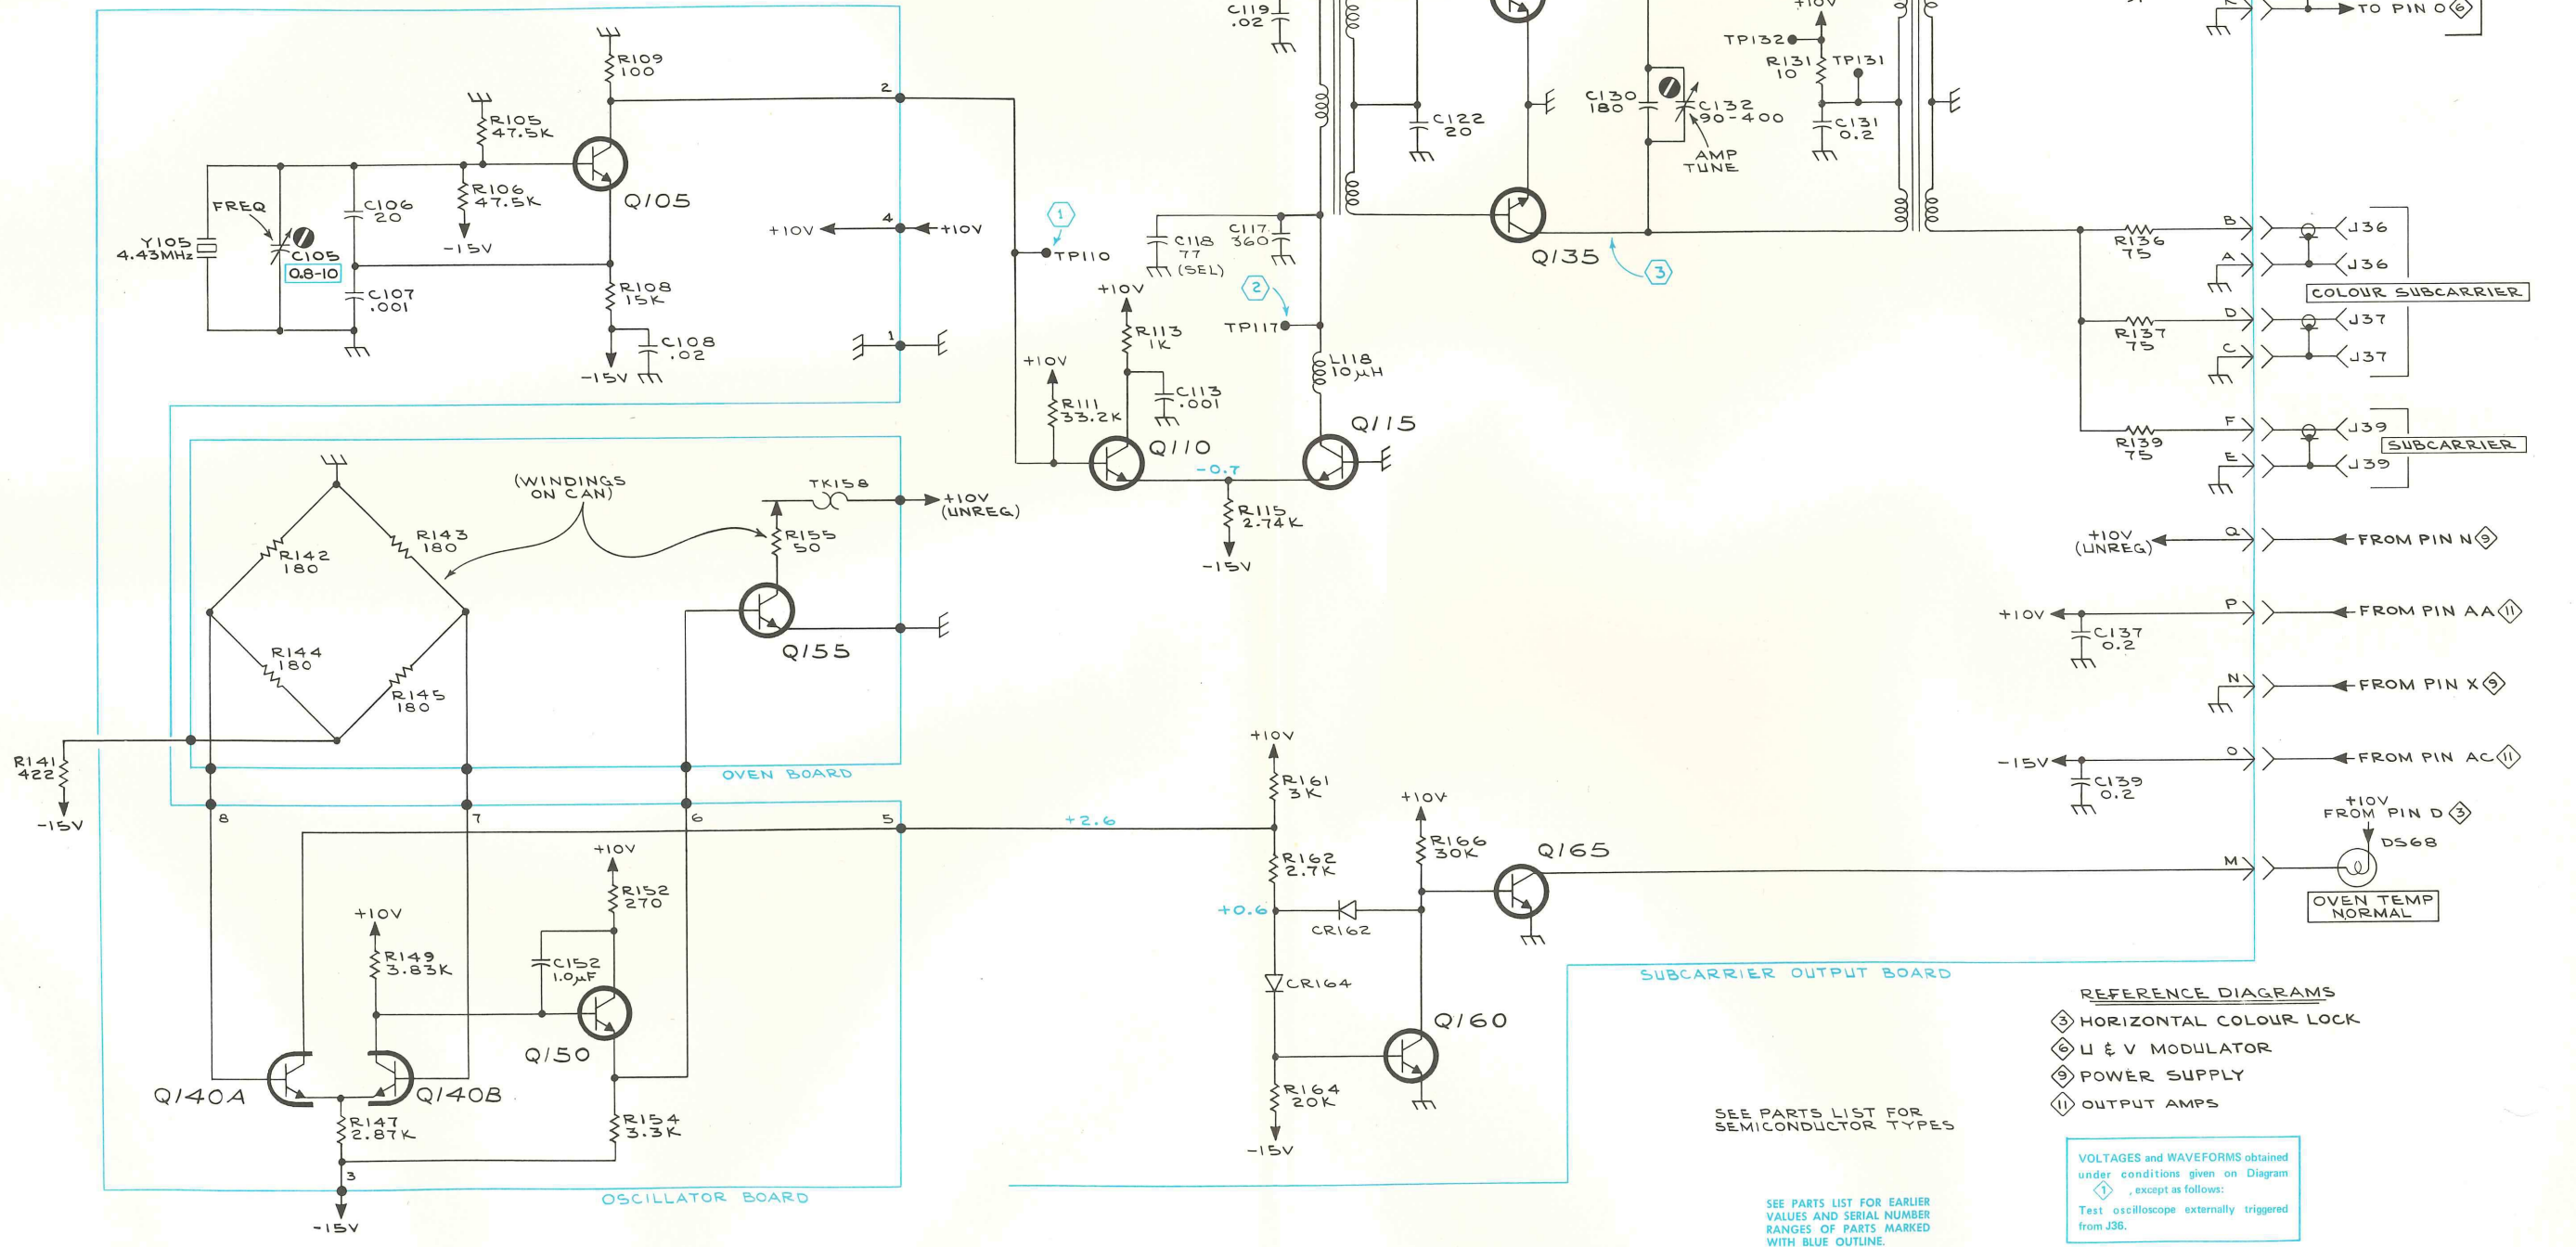 C119
.02
R109
100
2
R105
47.5K
R106
47.5K
-15V
Q105
FREQ
C106
20
Y105
4.43MHz
C105
0.8-10
C107
.001
R108
15K
C108
.02
-15V
4
+10V
+10V
1
1
TP110
C118
77
(SEL)
C117
360
2
TP117
+10V
R113
1K
C113
.001
+10V
R111
33.2K
Q110
L118
10µH
Q115
-0.7
R115
2.74K
-15V
C122
20
Q135
3
C130
180
C132
90-400
AMP
TUNE
+10V
TP132
R131
10
TP131
C131
0.2
TO PIN O 6
R136
75
B
J36
A
J36
COLOUR SUBCARRIER
R137
75
D
J37
C
J37
R139
75
F
J39
SUBCARRIER
E
J39
+10V
(UNREG)
Q
FROM PIN N 9
+10V
P
FROM PIN AA 11
C137
0.2
N
FROM PIN X 9
-15V
O
FROM PIN AC 11
C139
0.2
+10V
FROM PIN D 3
DS68
M
OVEN TEMP
NORMAL
(WINDINGS
ON CAN)
R142
180
R143
180
R144
180
R145
180
TK158
+10V
(UNREG)
R155
50
Q155
R141
422
-15V
OVEN BOARD
8
7
6
5
+2.6
+10V
R152
270
+10V
R149
3.83K
C152
1.0µF
Q150
Q140A
Q140B
R147
2.87K
R154
3.3K
3
-15V
OSCILLATOR BOARD
+10V
R161
3K
R162
2.7K
+0.6
CR162
CR164
R164
20K
-15V
+10V
R166
30K
Q165
Q160
SUBCARRIER OUTPUT BOARD
REFERENCE DIAGRAMS
3 HORIZONTAL COLOUR LOCK
6 U & V MODULATOR
9 POWER SUPPLY
11 OUTPUT AMPS
SEE PARTS LIST FOR
SEMICONDUCTOR TYPES
SEE PARTS LIST FOR EARLIER
VALUES AND SERIAL NUMBER
RANGES OF PARTS MARKED
WITH BLUE OUTLINE.
VOLTAGES and WAVEFORMS obtained
under conditions given on Diagram
1 , except as follows:
Test oscilloscope externally triggered
from J36.